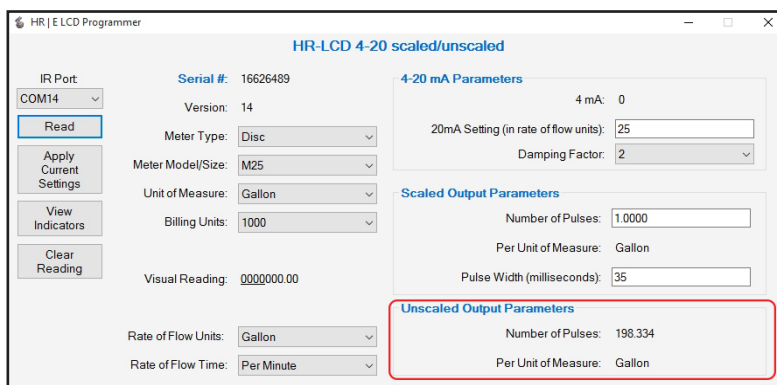 HR | E LCD Programmer
HR-LCD 4-20 scaled/unscaled
IR Port
COM14
Read
Apply
Current
Settings
View
Indicators
Clear
Reading
Serial #: 16626489
Version: 14
Meter Type: Disc
Meter Model/Size: M25
Unit of Measure: Gallon
Billing Units: 1000
Visual Reading: 0000000.00
Rate of Flow Units: Gallon
Rate of Flow Time: Per Minute
4-20 mA Parameters
4 mA: 0
20mA Setting (in rate of flow units): 25
Damping Factor: 2
Scaled Output Parameters
Number of Pulses: 1.0000
Per Unit of Measure: Gallon
Pulse Width (milliseconds): 35
Unscaled Output Parameters
Number of Pulses: 198.334
Per Unit of Measure: Gallon